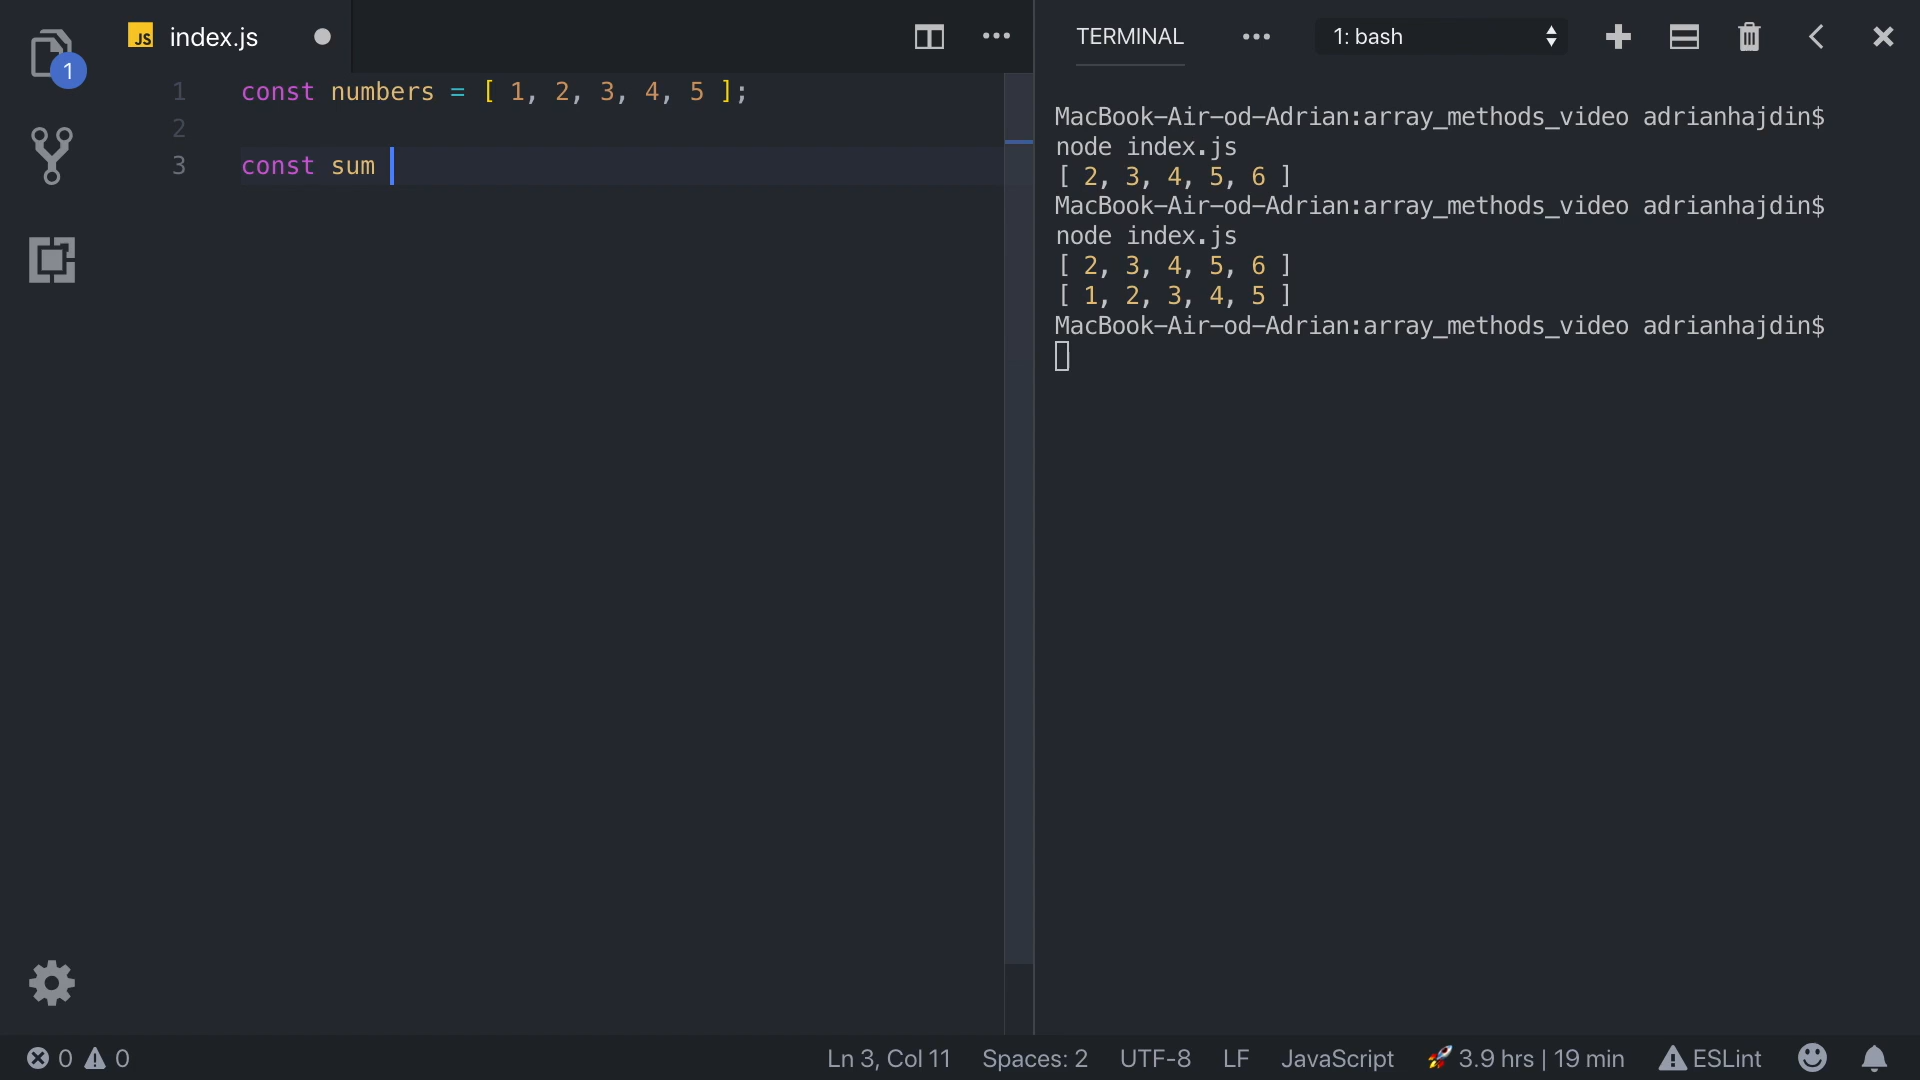 JS index.js
1
1 const numbers = [ 1, 2, 3, 4, 5 ];
2
3 const sum
TERMINAL
1: bash
MacBook-Air-od-Adrian:array_methods_video adrianhajdin$
node index.js
[ 2, 3, 4, 5, 6 ]
MacBook-Air-od-Adrian:array_methods_video adrianhajdin$
node index.js
[ 2, 3, 4, 5, 6 ]
[ 1, 2, 3, 4, 5 ]
MacBook-Air-od-Adrian:array_methods_video adrianhajdin$
0 0 Ln 3, Col 11 Spaces: 2 UTF-8 LF JavaScript 🚀 3.9 hrs | 19 min ESLint